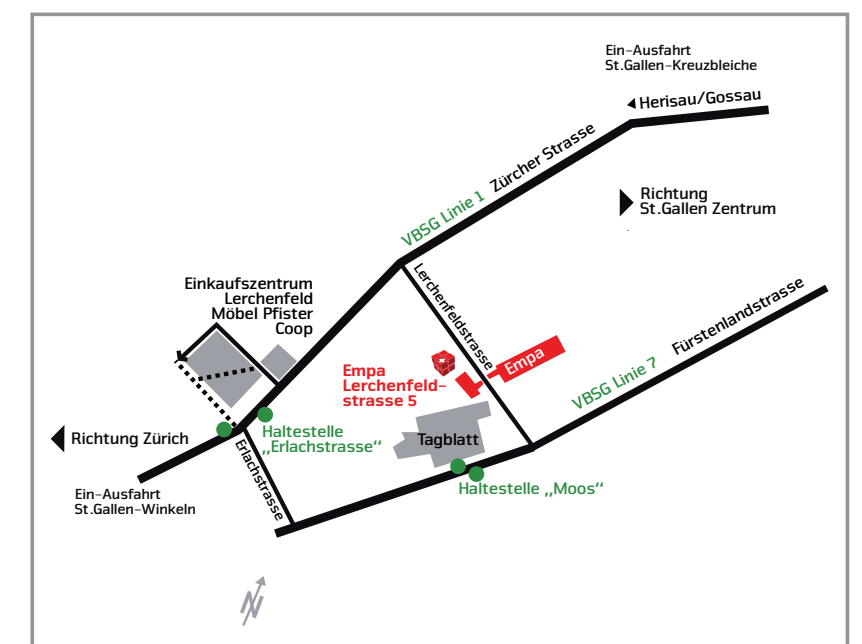 Ein-Ausfahrt
St.Gallen-Kreuzbleiche
Herisau/Gossau
Zürcher Strasse
VBSG Linie 1
Richtung
St.Gallen Zentrum
Lerchenfeldstrasse
Einkaufszentrum
Lerchenfeld
Möbel Pfister
Coop
Fürstenlandstrasse
VBSG Linie 7
Empa
Empa
Lerchenfeld-
strasse 5
Tagblatt
Haltestelle
„Erlachstrasse“
Richtung Zürich
Erlachstrasse
Haltestelle „Moos“
Ein-Ausfahrt
St.Gallen-Winkeln
N